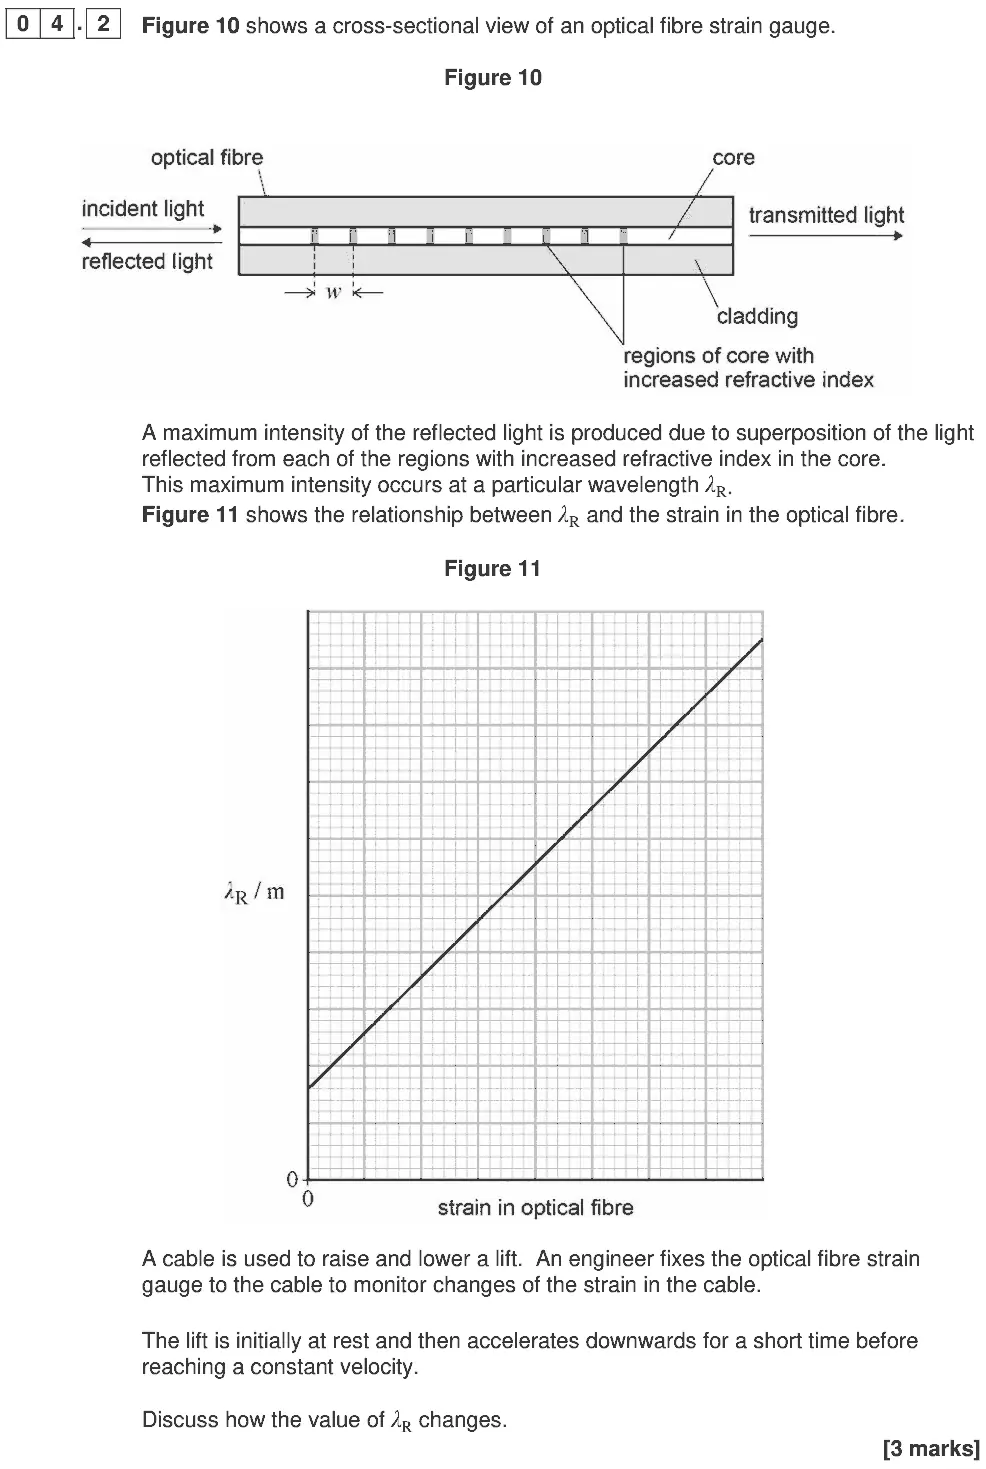 0 4 . 2 Figure 10 shows a cross-sectional view of an optical fibre strain gauge.
Figure 10
optical fibre
core
incident light
transmitted light
reflected light
w
cladding
regions of core with
increased refractive index
A maximum intensity of the reflected light is produced due to superposition of the light
reflected from each of the regions with increased refractive index in the core.
This maximum intensity occurs at a particular wavelength λR.
Figure 11 shows the relationship between λR and the strain in the optical fibre.
Figure 11
λR / m
0
0
strain in optical fibre
A cable is used to raise and lower a lift. An engineer fixes the optical fibre strain
gauge to the cable to monitor changes of the strain in the cable.
The lift is initially at rest and then accelerates downwards for a short time before
reaching a constant velocity.
Discuss how the value of λR changes.
[3 marks]